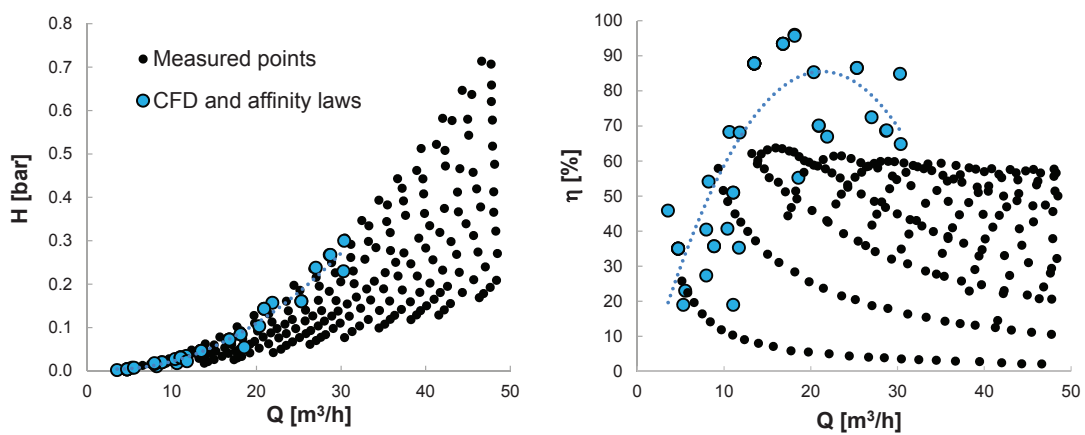 H [bar]
0.8
0.7
0.6
0.5
0.4
0.3
0.2
0.1
0.0
Measured points
CFD and affinity laws
0 10 20 30 40 50
Q [m³/h]
η [%]
100
90
80
70
60
50
40
30
20
10
0
0 10 20 30 40 50
Q [m³/h]